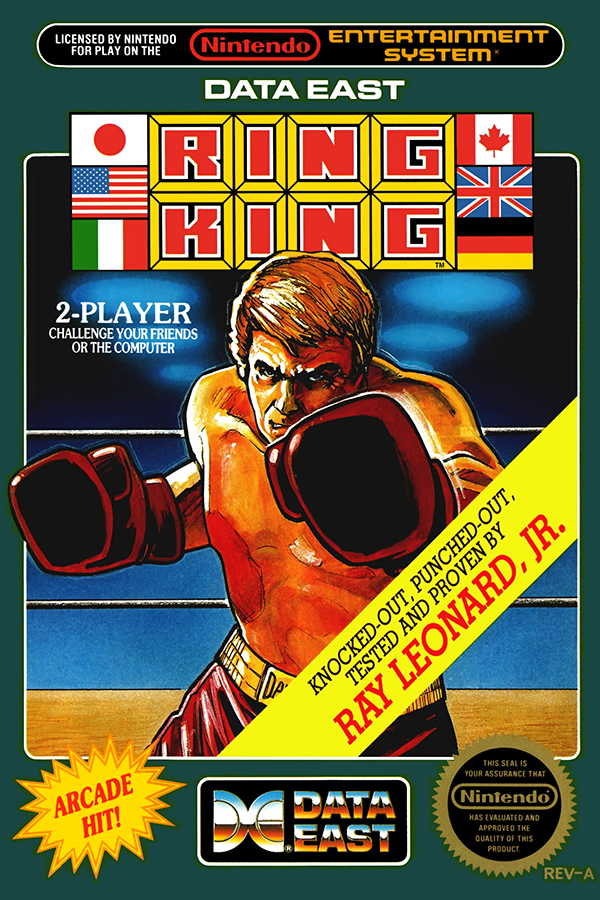 LICENSED BY NINTENDO
FOR PLAY ON THE
Nintendo
ENTERTAINMENT
SYSTEM
DATA EAST
RING
KING
TM
2-PLAYER
CHALLENGE YOUR FRIENDS
OR THE COMPUTER
KNOCKED-OUT, PUNCHED-OUT,
TESTED AND PROVEN BY
RAY LEONARD, JR.
ARCADE
HIT!
DATA
EAST
®
THIS SEAL IS
YOUR ASSURANCE THAT
Nintendo
HAS EVALUATED AND
APPROVED THE
QUALITY OF THIS
PRODUCT.
REV-A